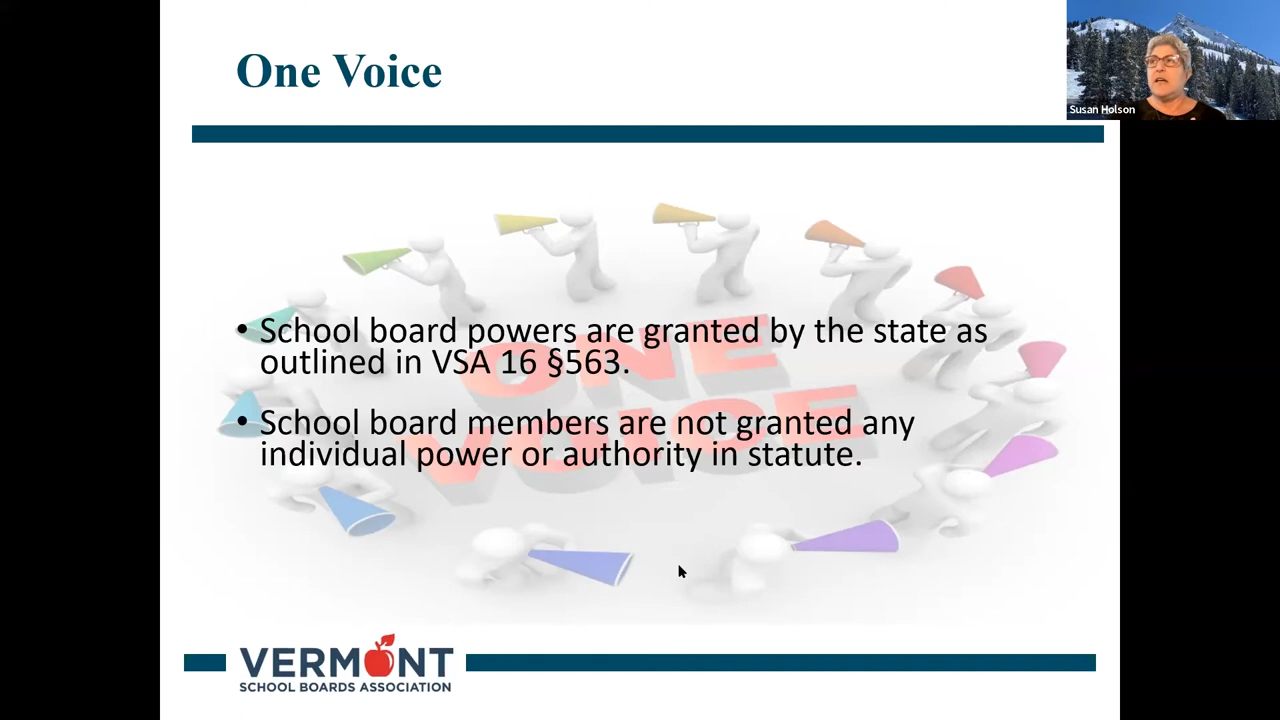 One Voice
Susan Holson
• School board powers are granted by the state as
outlined in VSA 16 §563.
• School board members are not granted any
individual power or authority in statute.
ONE
VOICE
VERMONT
SCHOOL BOARDS ASSOCIATION